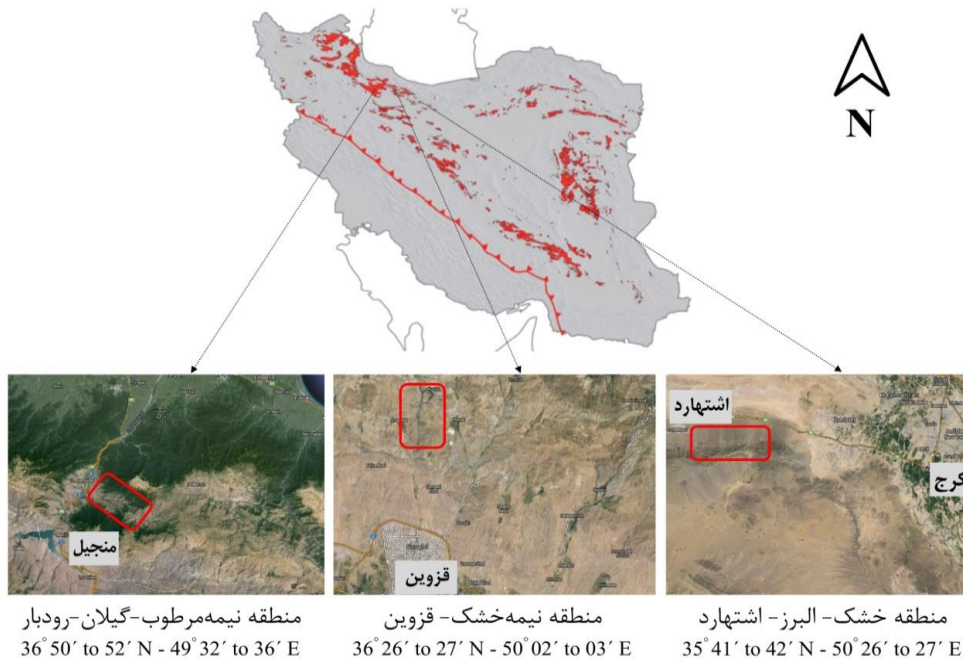 N
منجیل
قزوین
اشتهارد
کرج
منطقه نیمه‌مرطوب-گیلان-رودبار
36°50′ to 52′ N - 49°32′ to 36′ E
منطقه نیمه‌خشک- قزوین
36°26′ to 27′ N - 50°02′ to 03′ E
منطقه خشک- البرز- اشتهارد
35°41′ to 42′ N - 50°26′ to 27′ E